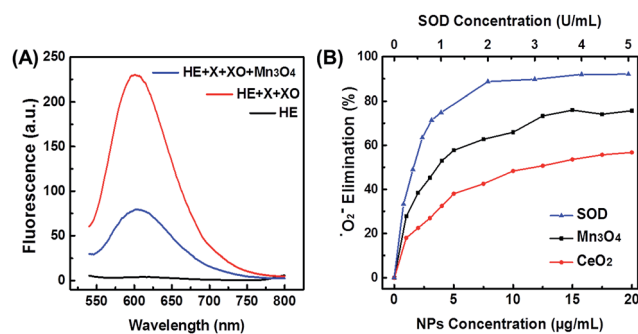 (A)
HE+X+XO+Mn3O4
HE+X+XO
HE
Fluorescence (a.u.)
250
200
150
100
50
0
550 600 650 700 750 800
Wavelength (nm)
(B)
SOD Concentration (U/mL)
0 1 2 3 4 5
·O2- Elimination (%)
100
80
60
40
20
0
SOD
Mn3O4
CeO2
0 5 10 15 20
NPs Concentration (μg/mL)